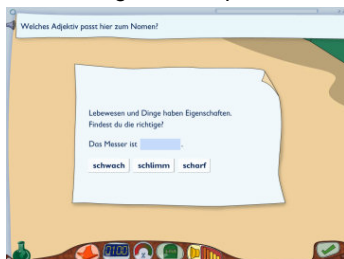 Welches Adjektiv passt hier zum Nomen?
Lebewesen und Dinge haben Eigenschaften.
Findest du die richtige?
Das Messer ist .
schwach schlimm scharf